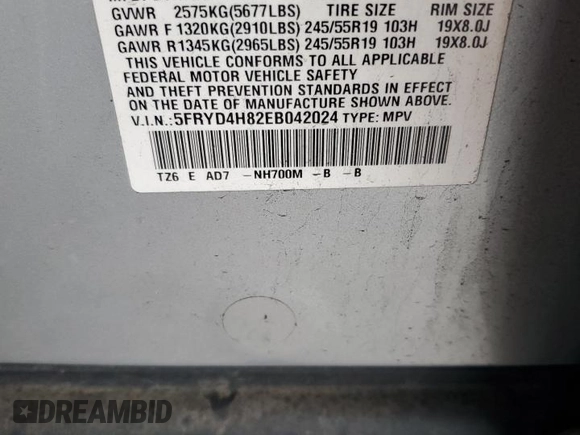 GVWR 2575KG(5677LBS) TIRE SIZE RIM SIZE
GAWR F 1320KG(2910LBS) 245/55R19 103H 19X8.0J
GAWR R 1345KG(2965LBS) 245/55R19 103H 19X8.0J
THIS VEHICLE CONFORMS TO ALL APPLICABLE
FEDERAL MOTOR VEHICLE SAFETY
AND THEFT PREVENTION STANDARDS IN EFFECT
ON THE DATE OF MANUFACTURE SHOWN ABOVE.
V.I.N.:5FRYD4H82EB042024 TYPE: MPV
TZ6 E AD7 -NH700M -B -B
DREAMBID